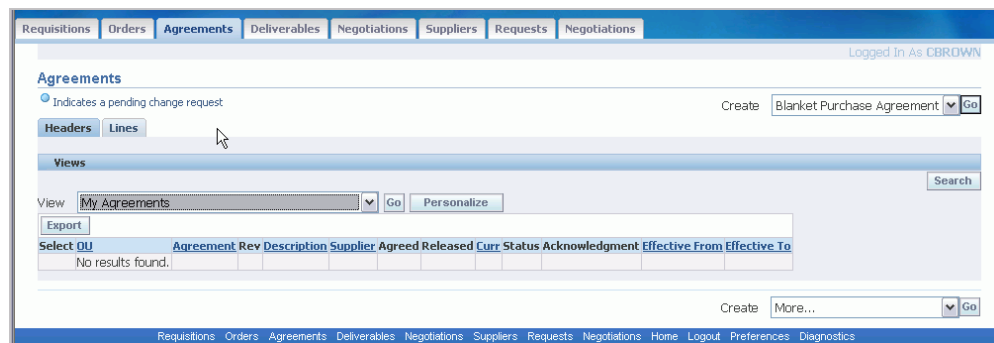 Requisitions Orders Agreements Deliverables Negotiations Suppliers Requests Negotiations
Logged In As CBROWN
Agreements
Indicates a pending change request
Create Blanket Purchase Agreement Go
Headers Lines
Views
Search
View My Agreements Go Personalize
Export
Select OU Agreement Rev Description Supplier Agreed Released Curr Status Acknowledgment Effective From Effective To
No results found.
Create More... Go
Requisitions Orders Agreements Deliverables Negotiations Suppliers Requests Negotiations Home Logout Preferences Diagnostics